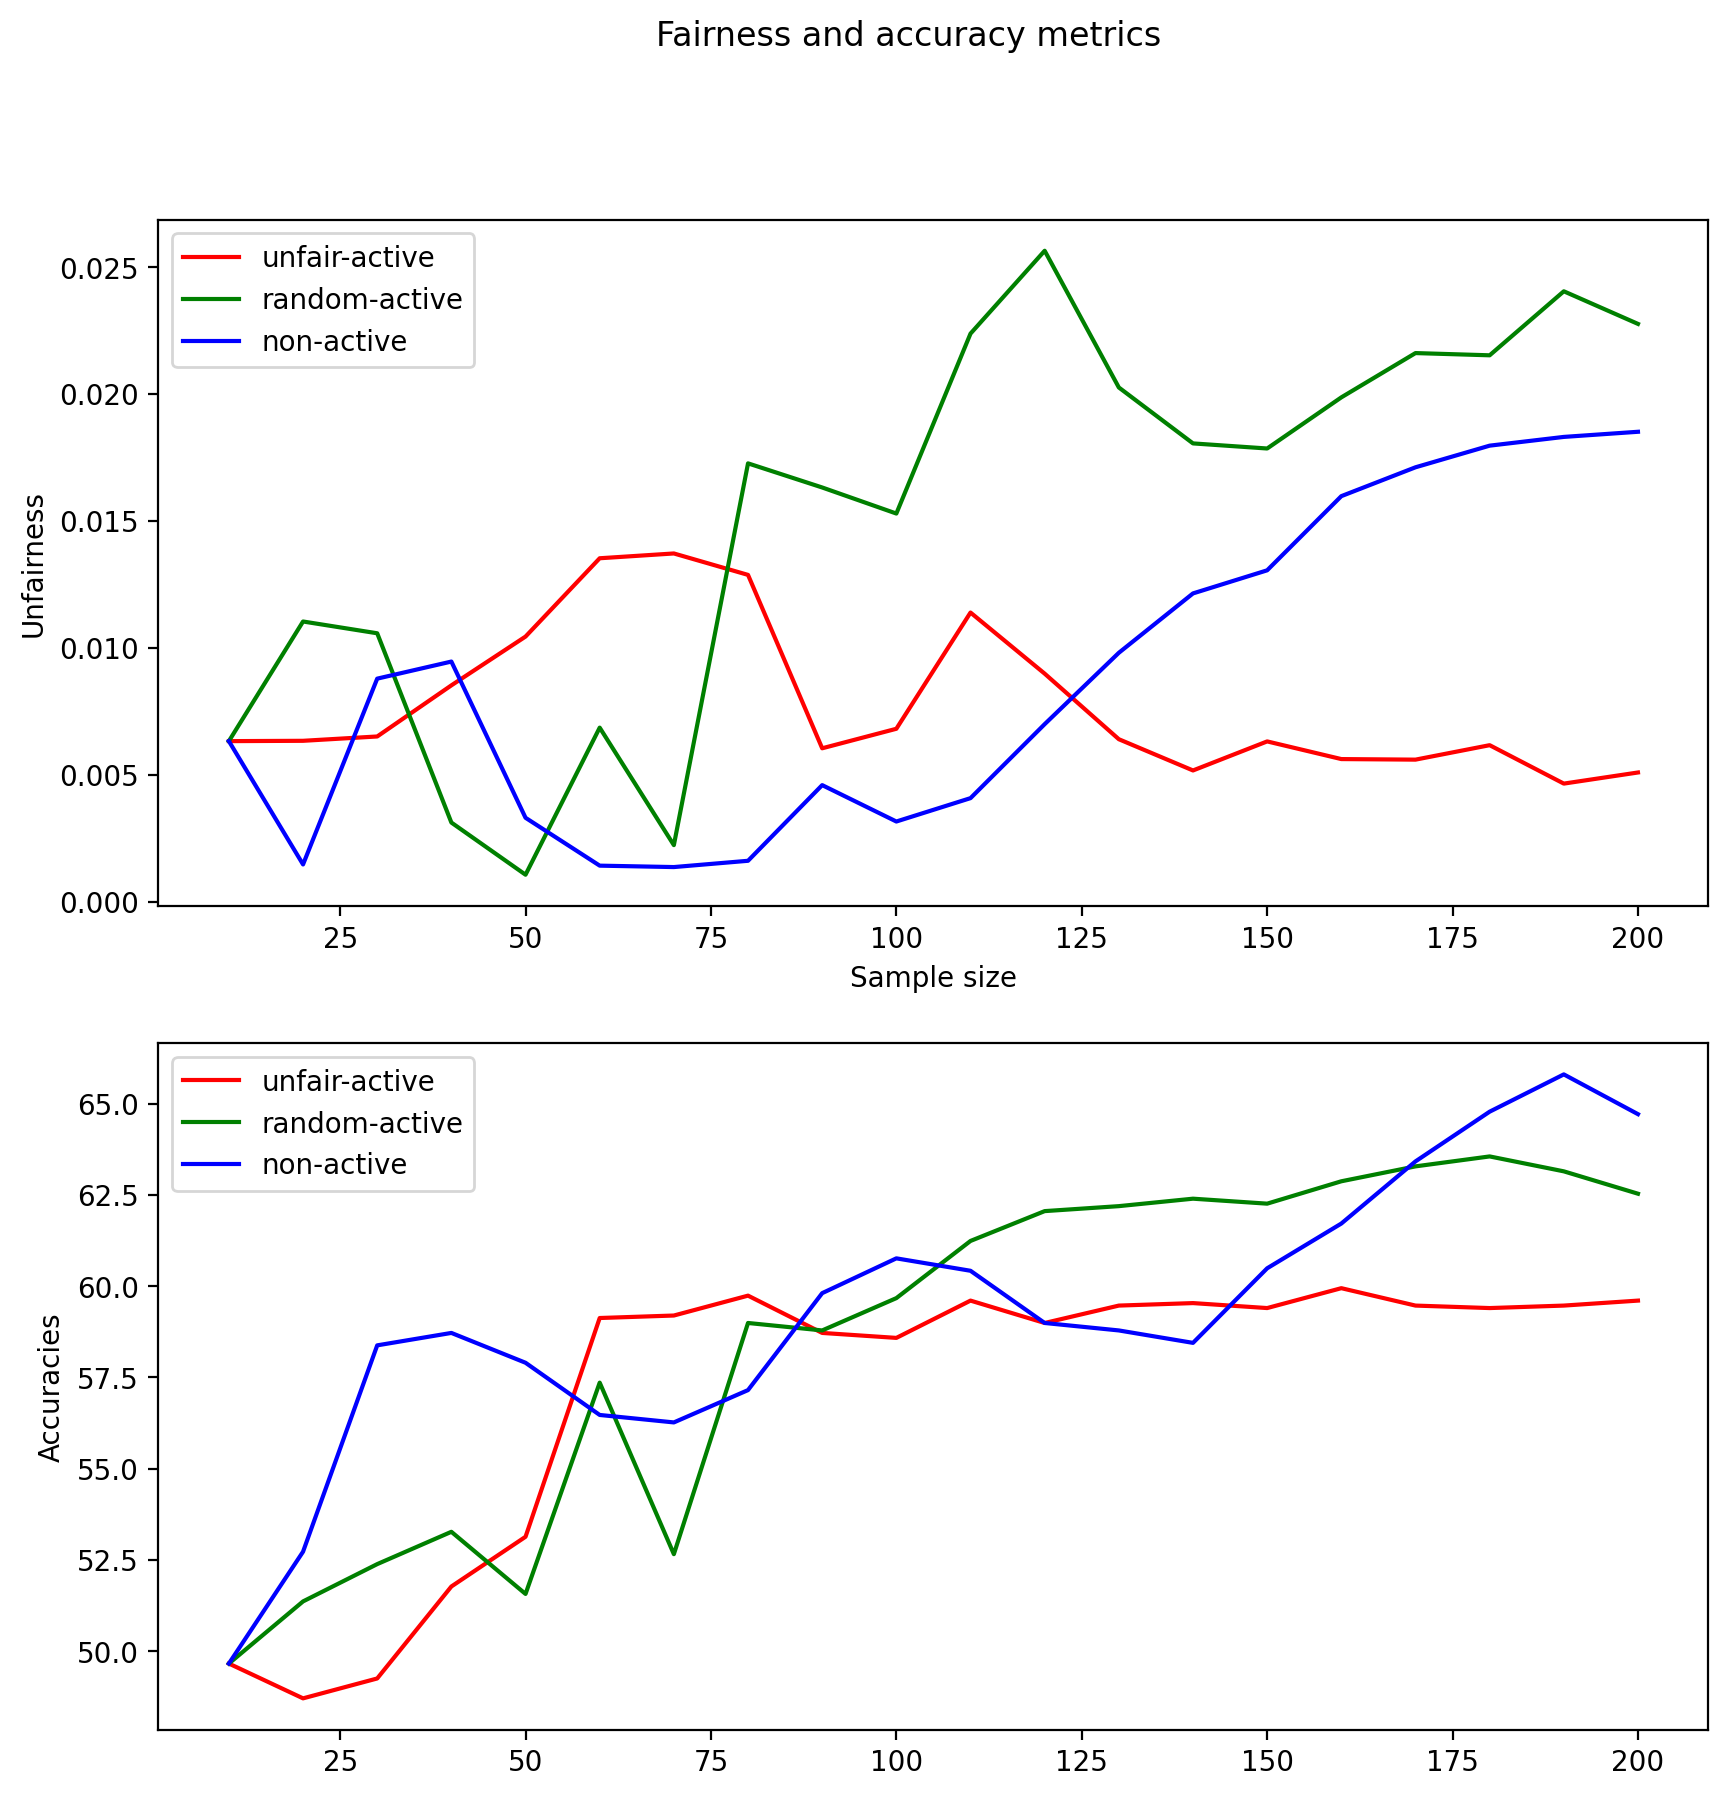 Fairness and accuracy metrics
unfair-active
random-active
non-active
0.025
0.020
0.015
0.010
0.005
0.000
Unfairness
25 50 75 100 125 150 175 200
Sample size
unfair-active
random-active
non-active
65.0
62.5
60.0
57.5
55.0
52.5
50.0
Accuracies
25 50 75 100 125 150 175 200